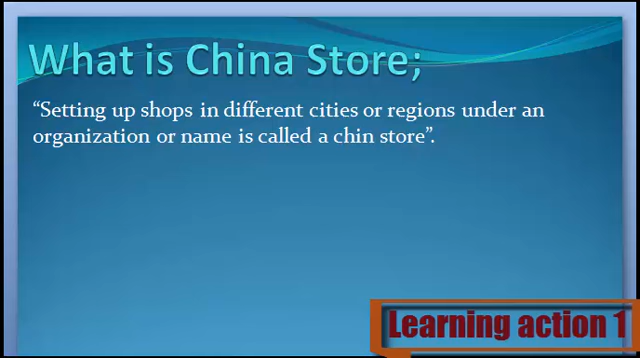 What is China Store;
“Setting up shops in different cities or regions under an
organization or name is called a chin store”.
Learning action 1